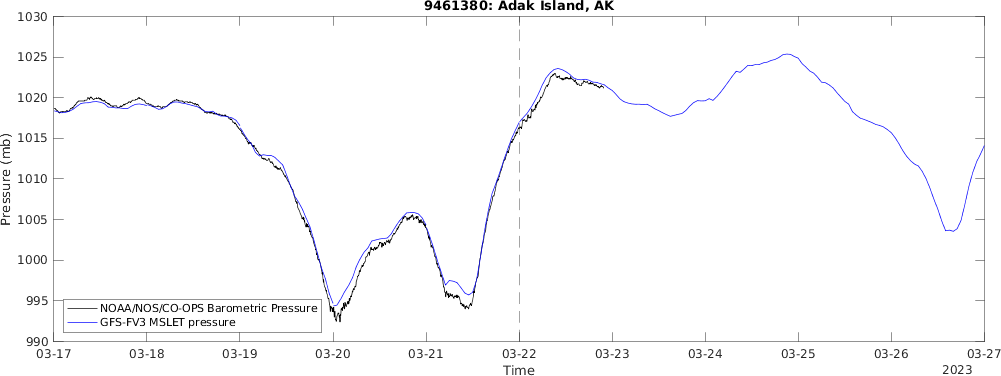 9461380: Adak Island, AK
1030
1025
1020
1015
1010
1005
1000
995
990
Pressure (mb)
NOAA/NOS/CO-OPS Barometric Pressure
GFS-FV3 MSLET pressure
03-17 03-18 03-19 03-20 03-21 03-22 03-23 03-24 03-25 03-26 03-27
Time
2023